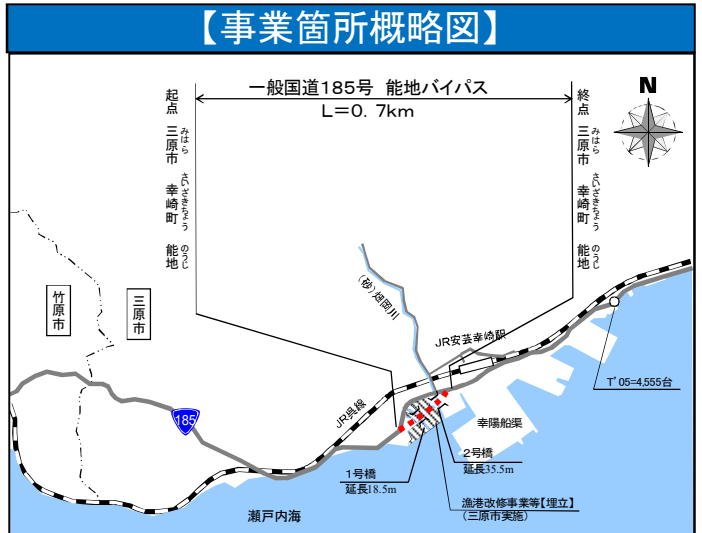 【事業箇所概略図】
一般国道185号 能地バイパス
L=0. 7km
起点 三原市 幸崎町 能地
みはら さいざきちょう のうじ
終点 三原市 幸崎町 能地
みはら さいざきちょう のうじ
N
竹原市
三原市
(砂)畑岡川
JR安芸幸崎駅
T'05=4,555台
JR呉線
185
幸陽船渠
1号橋
延長18.5m
2号橋
延長35.5m
漁港改修事業等【埋立】
(三原市実施)
瀬戸内海